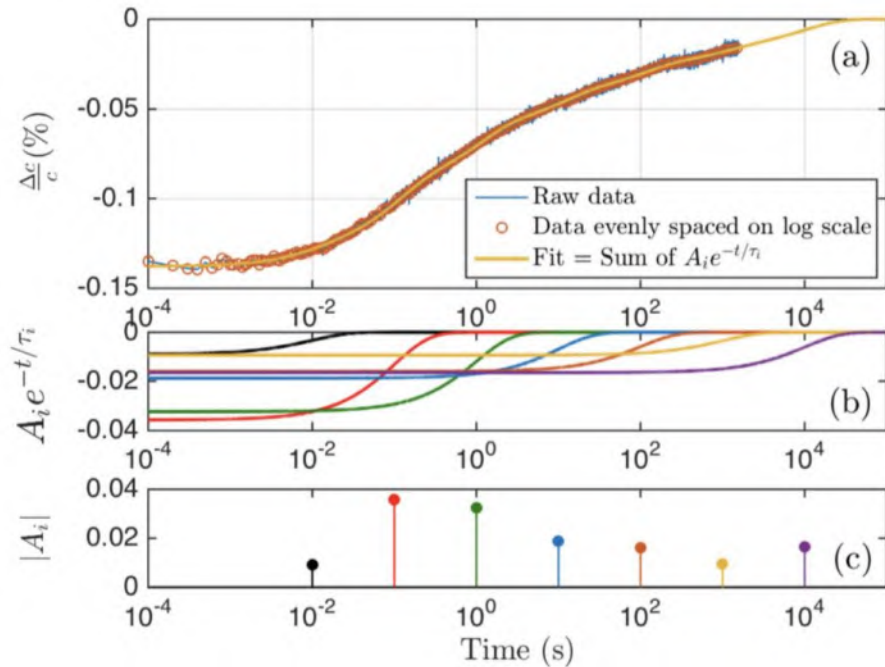 0
-0.05
-0.1
-0.15
Δc/c (%)
(a)
Raw data
Data evenly spaced on log scale
Fit = Sum of A_i e^{-t/τ_i}
10^{-4} 10^{-2} 10^{0} 10^{2} 10^{4}
0
-0.02
-0.04
A_i e^{-t/τ_i}
(b)
10^{-4} 10^{-2} 10^{0} 10^{2} 10^{4}
0.04
0.02
0
|A_i|
(c)
10^{-4} 10^{-2} 10^{0} 10^{2} 10^{4}
Time (s)